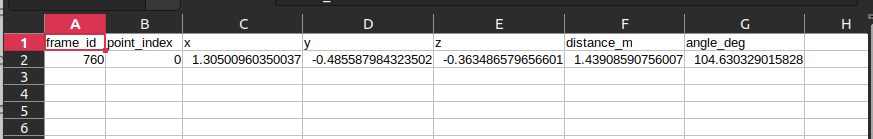 A B C D E F G H
1 frame_id point_index x y z distance_m angle_deg
2 760 0 1.30500960350037 -0.485587984323502 -0.363486579656601 1.43908590756007 104.630329015828
3
4
5
6